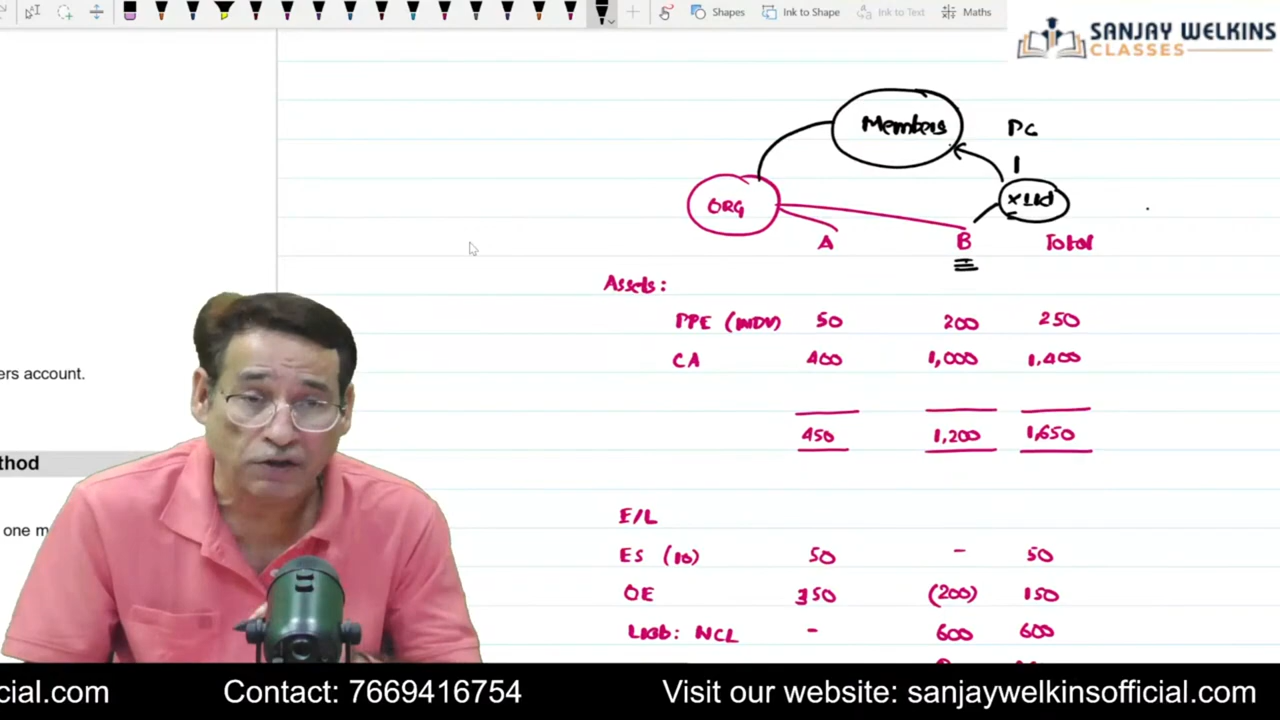 Shapes Ink to Shape Ink to Text Maths
SANJAY WELKINS
CLASSES
Members PC
ORG X Ltd
A B Total
Assets:
PPE (WDV) 50 200 250
CA 400 1,000 1,400
450 1,200 1,650
E/L
ES (10) 50 - 50
OE 350 (200) 150
Liab: NCL - 600 600
ers account.
thod
one m
cial.com Contact: 7669416754 Visit our website: sanjaywelkinsofficial.com